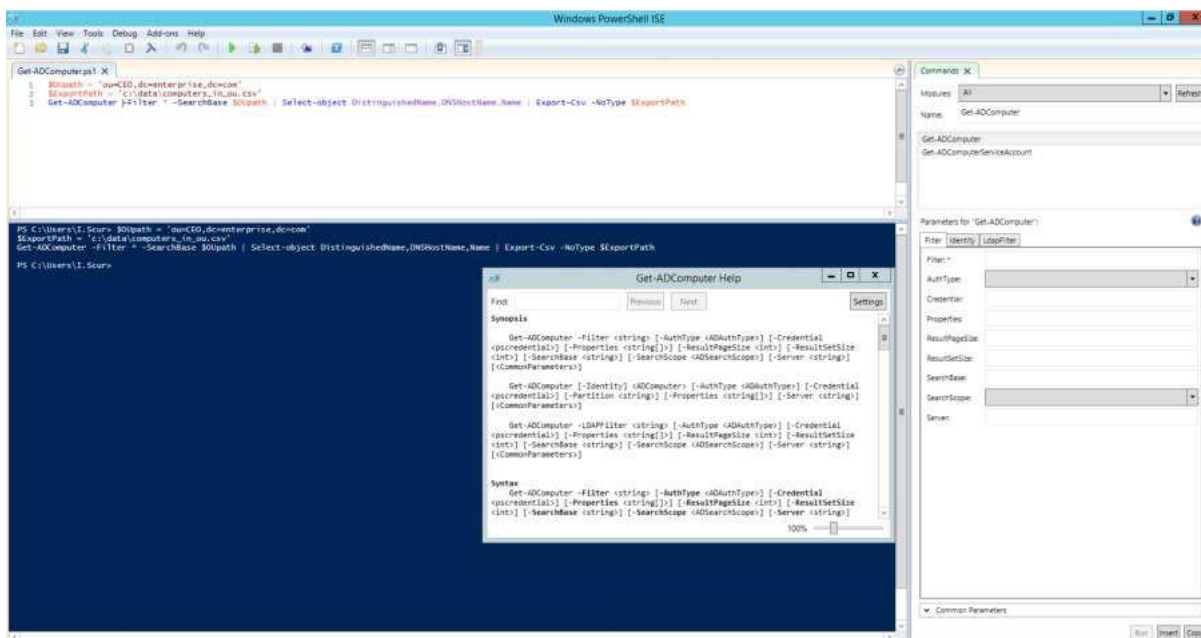 Windows PowerShell ISE
File Edit View Tools Debug Add-ons Help
Get-ADComputer.ps1 X
1 $OUpath = 'ou=CEO,dc=enterprise,dc=com'
2 $ExportPath = 'c:\data\computers_in_ou.csv'
3 Get-ADComputer -Filter * -SearchBase $OUpath | Select-object DistinguishedName,DNSHostName,Name | Export-Csv -NoType $ExportPath
PS C:\Users\I.Scur> $OUpath = 'ou=CEO,dc=enterprise,dc=com'
$ExportPath = 'c:\data\computers_in_ou.csv'
Get-ADComputer -Filter * -SearchBase $OUpath | Select-object DistinguishedName,DNSHostName,Name | Export-Csv -NoType $ExportPath
PS C:\Users\I.Scur>
Get-ADComputer Help
Find:
Previous
Next
Settings
Synopsis
Get-ADComputer -Filter <string> [-AuthType <ADAuthType>] [-Credential
<pscredential>] [-Properties <string[]>] [-ResultPageSize <int>] [-ResultSetSize
<int>] [-SearchBase <string>] [-SearchScope <ADSearchScope>] [-Server <string>]
[<CommonParameters>]
Get-ADComputer [-Identity] <ADComputer> [-AuthType <ADAuthType>] [-Credential
<pscredential>] [-Partition <string>] [-Properties <string[]>] [-Server <string>]
[<CommonParameters>]
Get-ADComputer -LDAPFilter <string> [-AuthType <ADAuthType>] [-Credential
<pscredential>] [-Properties <string[]>] [-ResultPageSize <int>] [-ResultSetSize
<int>] [-SearchBase <string>] [-SearchScope <ADSearchScope>] [-Server <string>]
[<CommonParameters>]
Syntax
Get-ADComputer -Filter <string> [-AuthType <ADAuthType>] [-Credential
<pscredential>] [-Properties <string[]>] [-ResultPageSize <int>] [-ResultSetSize
<int>] [-SearchBase <string>] [-SearchScope <ADSearchScope>] [-Server <string>]
100%
Commands X
Modules: All
Refresh
Name: Get-ADComputer
Get-ADComputer
Get-ADComputerServiceAccount
Parameters for "Get-ADComputer":
Filter Identity LdapFilter
Filter: *
AuthType:
Credential:
Properties:
ResultPageSize:
ResultSetSize:
SearchBase:
SearchScope:
Server:
Common Parameters
Run Insert Cop